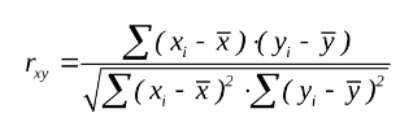 r_xy = ∑(x_i - x̅)·(y_i - y̅) / √∑(x_i - x̅)² ·∑(y_i - y̅)²